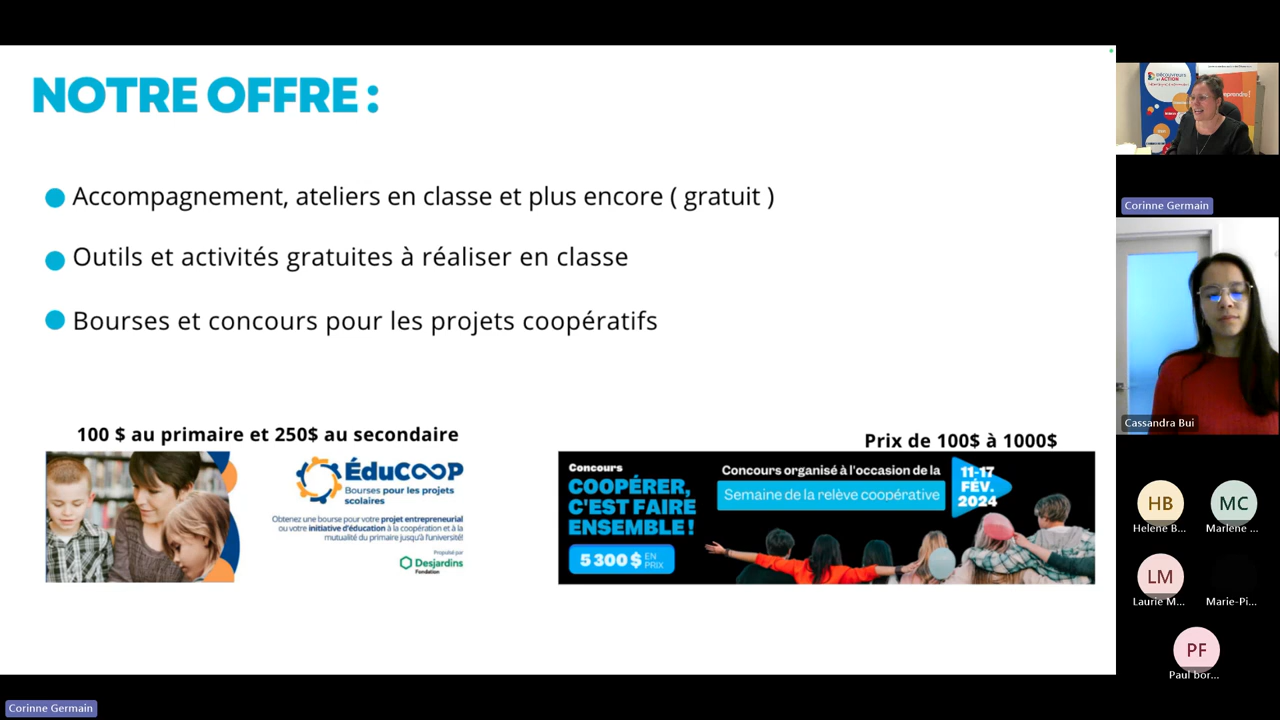 NOTRE OFFRE :
Accompagnement, ateliers en classe et plus encore ( gratuit )
Outils et activités gratuites à réaliser en classe
Bourses et concours pour les projets coopératifs
100 $ au primaire et 250$ au secondaire
ÉDUCOOP
Bourses pour les projets
scolaires
Obtenez une bourse pour votre projet entrepreneurial
ou votre initiative d'éducation à la coopération et à la
mutualité du primaire jusqu'à l'université!
Propulsé par
Desjardins
Fondation
Prix de 100$ à 1000$
Concours
COOPÉRER,
C'EST FAIRE
ENSEMBLE !
5 300 $ EN
PRIX
Concours organisé à l'occasion de la
Semaine de la relève coopérative
11-17
FÉV.
2024
DÉCOUVREURS
ACTION
Corinne Germain
Cassandra Bui
HB
Helene B...
MC
Marlene ...
LM
Laurie M...
Marie-Pi...
PF
Paul bor...
Corinne Germain